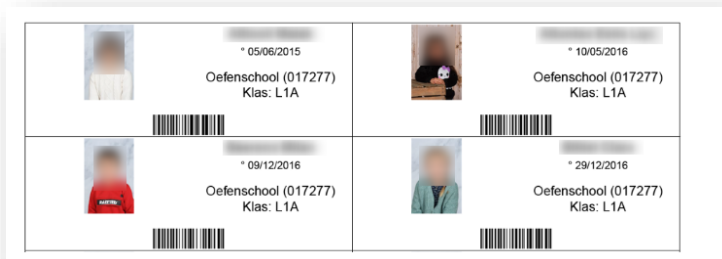 ° 05/06/2015
Oefenschool (017277)
Klas: L1A
° 10/05/2016
Oefenschool (017277)
Klas: L1A
° 09/12/2016
Oefenschool (017277)
Klas: L1A
° 29/12/2016
Oefenschool (017277)
Klas: L1A